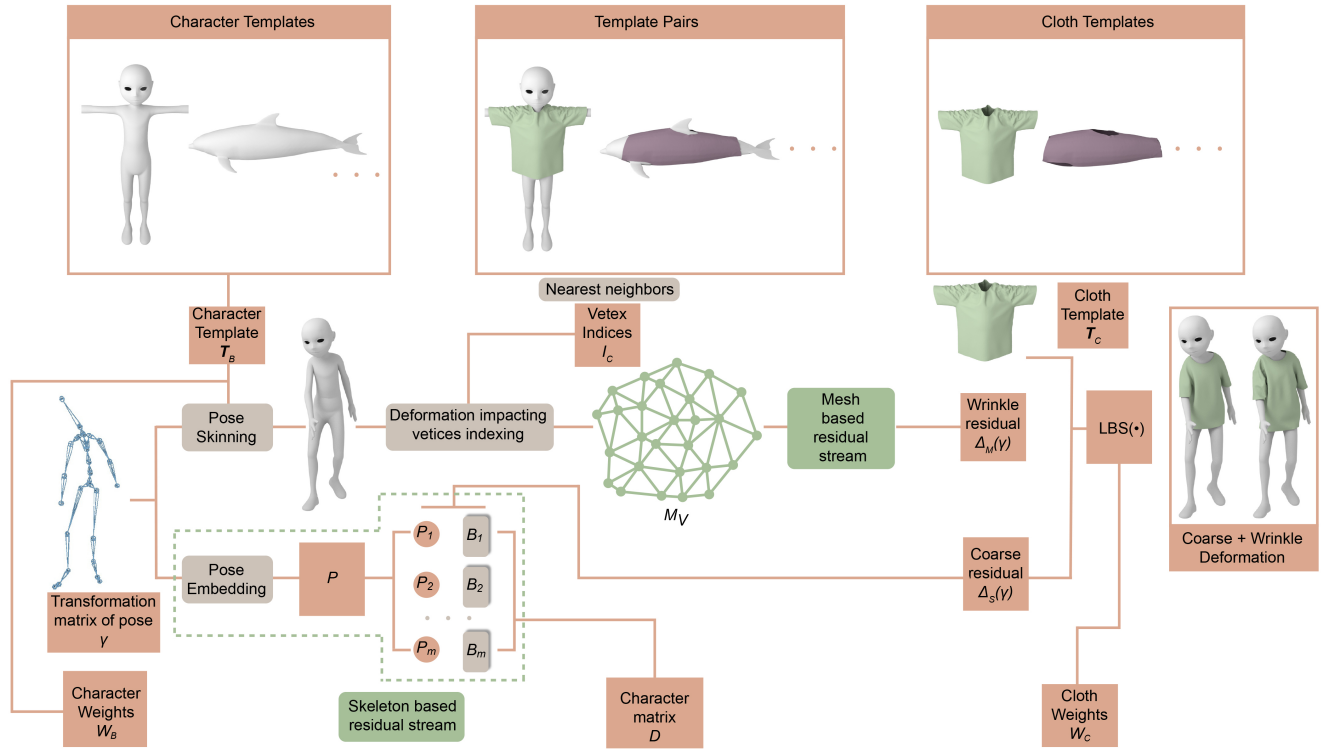 Character Templates
Template Pairs
Cloth Templates
Nearest neighbors
Character
Template
T_B
Vetex
Indices
I_C
Cloth
Template
T_C
Pose
Skinning
Deformation impacting
vetices indexing
Mesh
based
residual
stream
Wrinkle
residual
Δ_M(γ)
LBS(•)
M_V
Coarse + Wrinkle
Deformation
Pose
Embedding
P
P_1
B_1
P_2
B_2
P_m
B_m
Coarse
residual
Δ_S(γ)
Transformation
matrix of pose
γ
Character
Weights
W_B
Skeleton based
residual stream
Character
matrix
D
Cloth
Weights
W_C